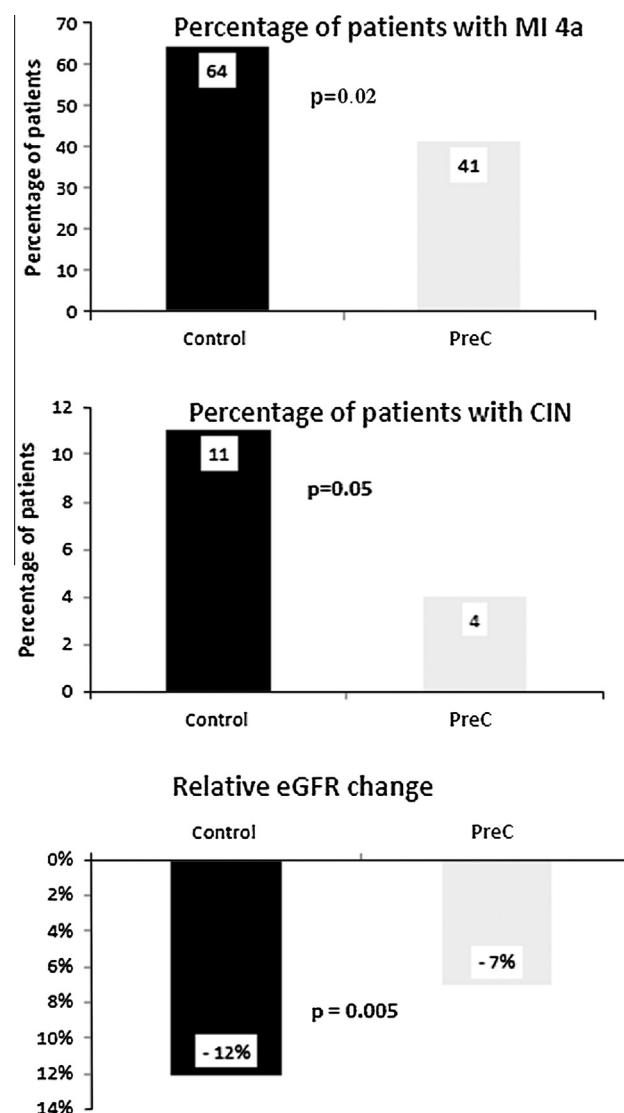 Percentage of patients with MI 4a
Percentage of patients
70
60
50
40
30
20
10
0
64
p=0.02
41
Control PreC
Percentage of patients with CIN
Percentage of patients
12
10
8
6
4
2
0
11
p=0.05
4
Control PreC
Relative eGFR change
Control PreC
0%
2%
4%
6%
8%
10%
12%
14%
- 7%
p = 0.005
- 12%